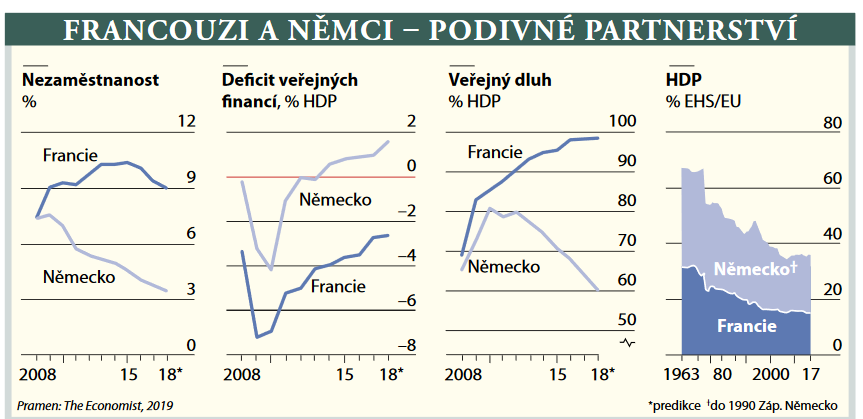 FRANCOUZI A NĚMCI – PODIVNÉ PARTNERSTVÍ
Nezaměstnanost
%
12
9
6
3
0
Francie
Německo
2008 15 18*
Deficit veřejných
financí, % HDP
2
0
−2
−4
−6
−8
Německo
Francie
2008 15 18*
Veřejný dluh
% HDP
100
90
80
70
60
50
Francie
Německo
2008 15 18*
HDP
% EHS/EU
80
60
40
20
0
Německo†
Francie
1963 80 2000 17
Pramen: The Economist, 2019
*predikce †do 1990 Záp. Německo